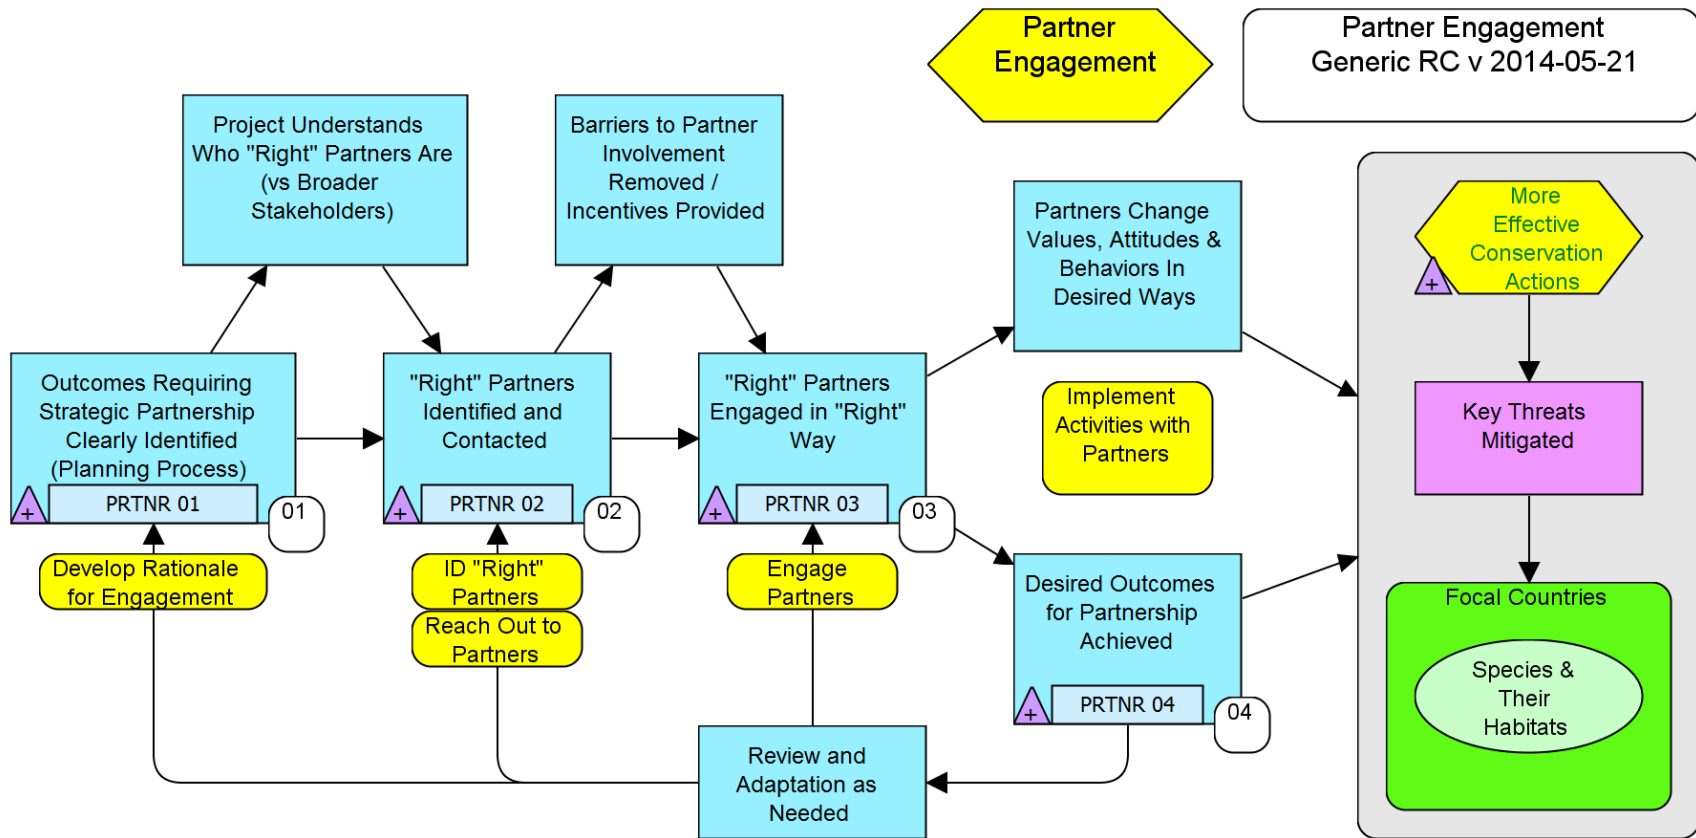 Partner
Engagement
Partner Engagement
Generic RC v 2014-05-21
Project Understands
Who "Right" Partners Are
(vs Broader
Stakeholders)
Barriers to Partner
Involvement
Removed /
Incentives Provided
Partners Change
Values, Attitudes &
Behaviors In
Desired Ways
More
Effective
Conservation
Actions
+
Outcomes Requiring
Strategic Partnership
Clearly Identified
(Planning Process)
+
PRTNR 01
01
"Right" Partners
Identified and
Contacted
+
PRTNR 02
02
"Right" Partners
Engaged in "Right"
Way
+
PRTNR 03
03
Implement
Activities with
Partners
Key Threats
Mitigated
Develop Rationale
for Engagement
ID "Right"
Partners
Reach Out to
Partners
Engage
Partners
Desired Outcomes
for Partnership
Achieved
+
PRTNR 04
04
Focal Countries
Species &
Their
Habitats
Review and
Adaptation as
Needed